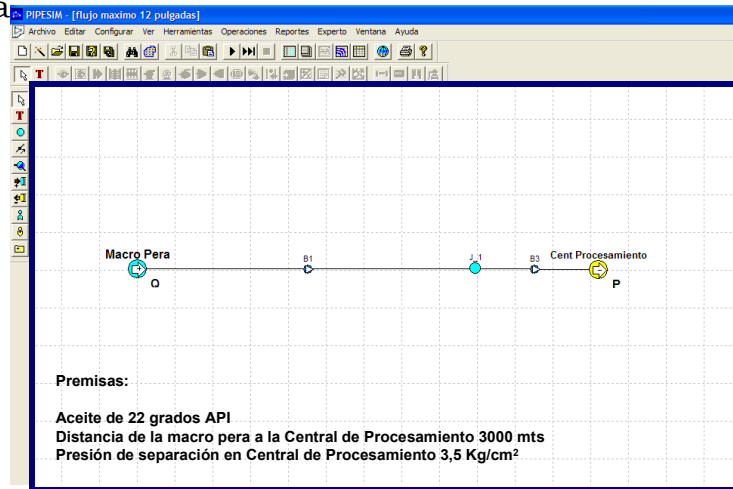 a
PIPESIM - [flujo maximo 12 pulgadas]
Archivo Editar Configurar Ver Herramientas Operaciones Reportes Experto Ventana Ayuda
T
T
Macro Pera B1 J_1 B3 Cent Procesamiento
Q P
Premisas:
Aceite de 22 grados API
Distancia de la macro pera a la Central de Procesamiento 3000 mts
Presión de separación en Central de Procesamiento 3,5 Kg/cm²